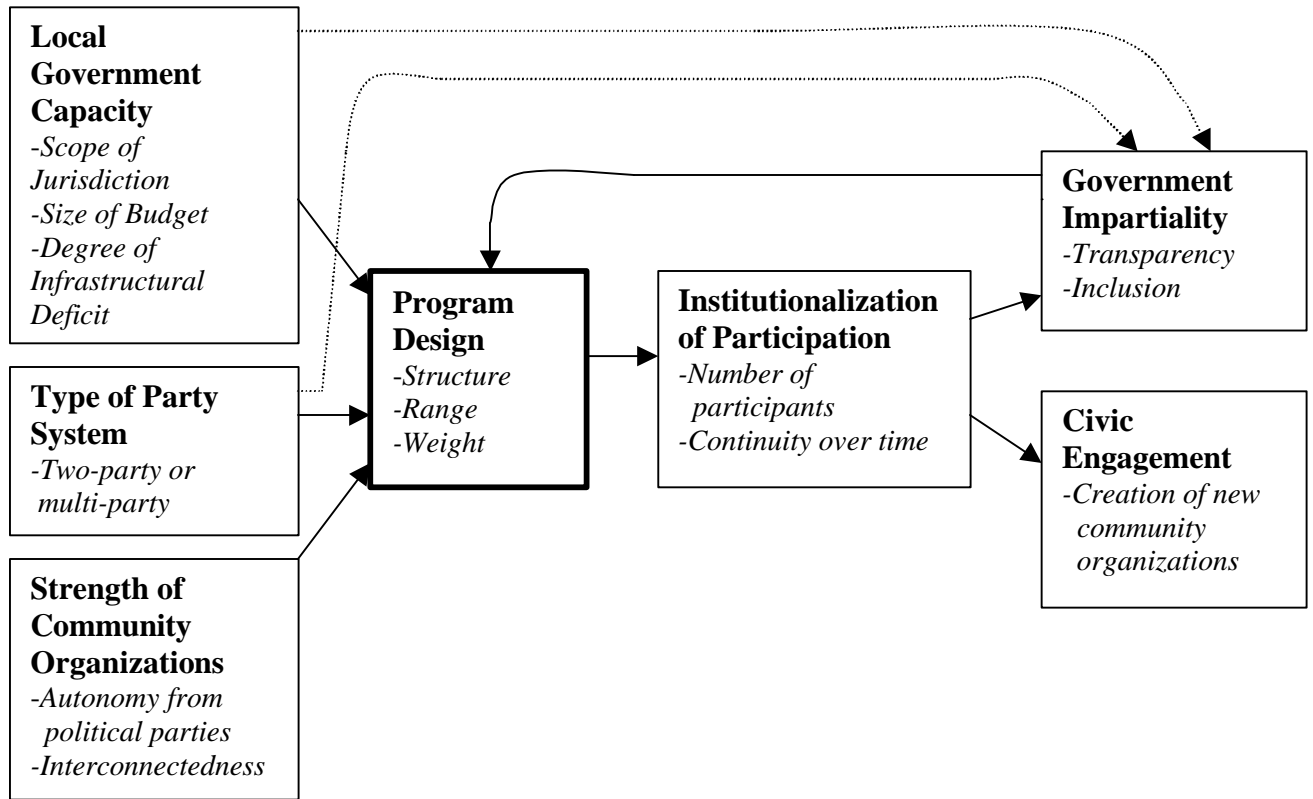 Local
Government
Capacity
-Scope of
Jurisdiction
-Size of Budget
-Degree of
Infrastructural
Deficit
Type of Party
System
-Two-party or
multi-party
Strength of
Community
Organizations
-Autonomy from
political parties
-Interconnectedness
Program
Design
-Structure
-Range
-Weight
Institutionalization
of Participation
-Number of
participants
-Continuity over time
Government
Impartiality
-Transparency
-Inclusion
Civic
Engagement
-Creation of new
community
organizations